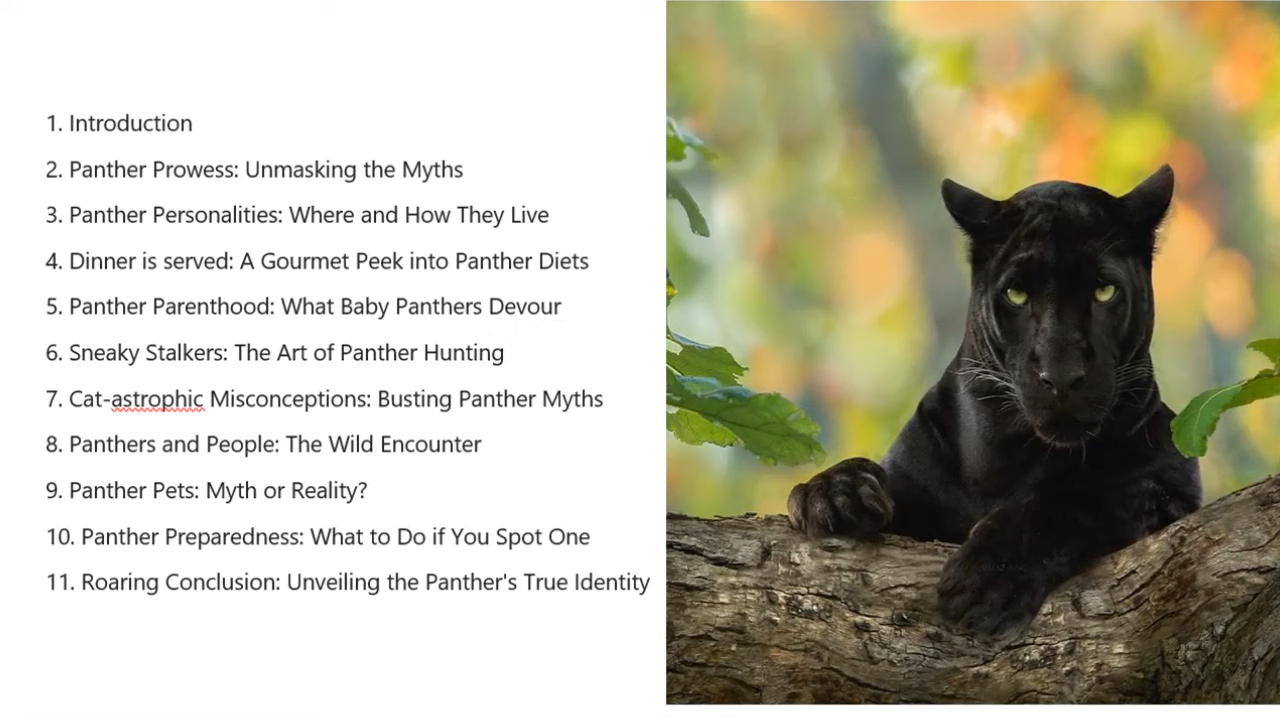 1. Introduction
2. Panther Prowess: Unmasking the Myths
3. Panther Personalities: Where and How They Live
4. Dinner is served: A Gourmet Peek into Panther Diets
5. Panther Parenthood: What Baby Panthers Devour
6. Sneaky Stalkers: The Art of Panther Hunting
7. Cat-astrophic Misconceptions: Busting Panther Myths
8. Panthers and People: The Wild Encounter
9. Panther Pets: Myth or Reality?
10. Panther Preparedness: What to Do if You Spot One
11. Roaring Conclusion: Unveiling the Panther's True Identity